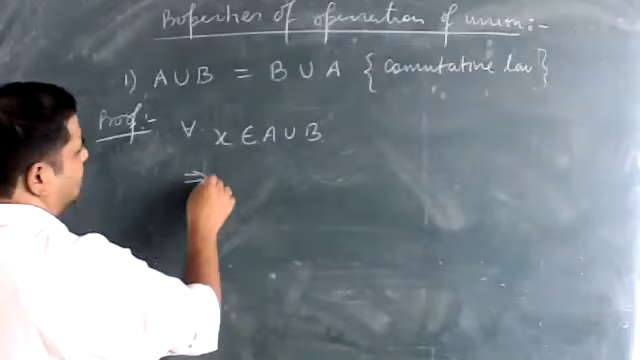 Properties of operation of union:-
1) A ∪ B = B ∪ A {commutative law}
Proof:- ∀ x ∈ A ∪ B
⇒